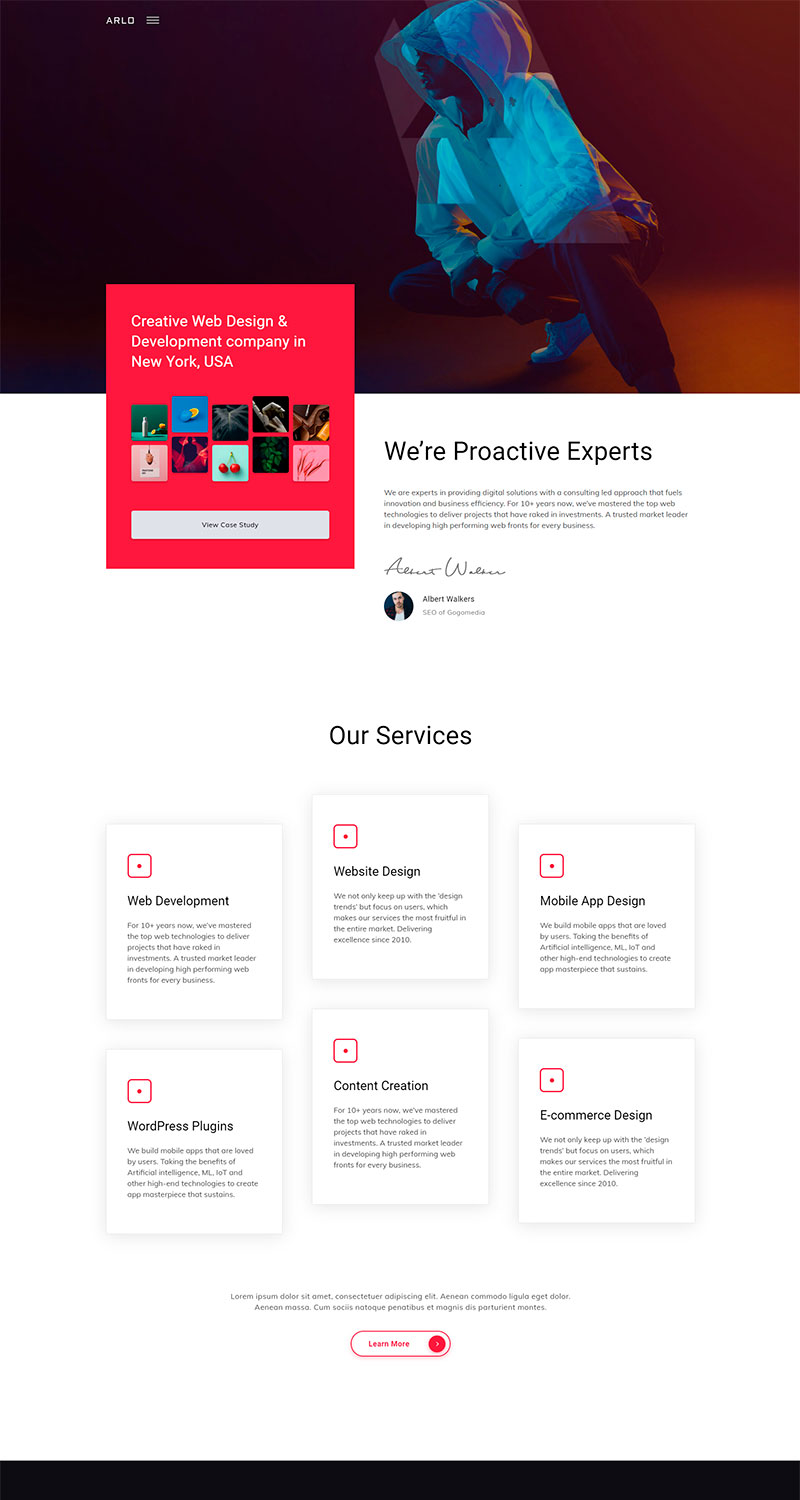 ARLO
Creative Web Design &
Development company in
New York, USA
View Case Study
We’re Proactive Experts
We are experts in providing digital solutions with a consulting led approach that fuels
innovation and business efficiency. For 10+ years now, we've mastered the top web
technologies to deliver projects that have raked in investments. A trusted market leader
in developing high performing web fronts for every business.
Albert Walker
Albert Walkers
SEO of Gogomedia
Our Services
Web Development
For 10+ years now, we've mastered
the top web technologies to deliver
projects that have raked in
investments. A trusted market leader
in developing high performing web
fronts for every business.
Website Design
We not only keep up with the 'design
trends' but focus on users, which
makes our services the most fruitful in
the entire market. Delivering
excellence since 2010.
Mobile App Design
We build mobile apps that are loved
by users. Taking the benefits of
Artificial intelligence, ML, IoT and
other high-end technologies to create
app masterpiece that sustains.
WordPress Plugins
We build mobile apps that are loved
by users. Taking the benefits of
Artificial intelligence, ML, IoT and
other high-end technologies to create
app masterpiece that sustains.
Content Creation
For 10+ years now, we've mastered
the top web technologies to deliver
projects that have raked in
investments. A trusted market leader
in developing high performing web
fronts for every business.
E-commerce Design
We not only keep up with the 'design
trends' but focus on users, which
makes our services the most fruitful in
the entire market. Delivering
excellence since 2010.
Lorem ipsum dolor sit amet, consectetuer adipiscing elit. Aenean commodo ligula eget dolor.
Aenean massa. Cum sociis natoque penatibus et magnis dis parturient montes.
Learn More